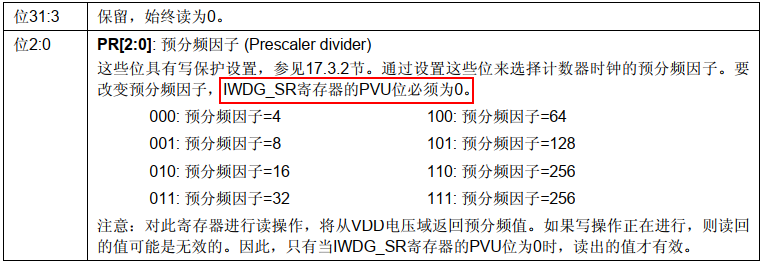 位31:3 保留，始终读为0。
位2:0 PR[2:0]: 预分频因子 (Prescaler divider)
这些位具有写保护设置，参见17.3.2节。通过设置这些位来选择计数器时钟的预分频因子。要
改变预分频因子，IWDG_SR寄存器的PVU位必须为0。
000: 预分频因子=4 100: 预分频因子=64
001: 预分频因子=8 101: 预分频因子=128
010: 预分频因子=16 110: 预分频因子=256
011: 预分频因子=32 111: 预分频因子=256
注意：对此寄存器进行读操作，将从VDD电压域返回预分频值。如果写操作正在进行，则读回
的值可能是无效的。因此，只有当IWDG_SR寄存器的PVU位为0时，读出的值才有效。